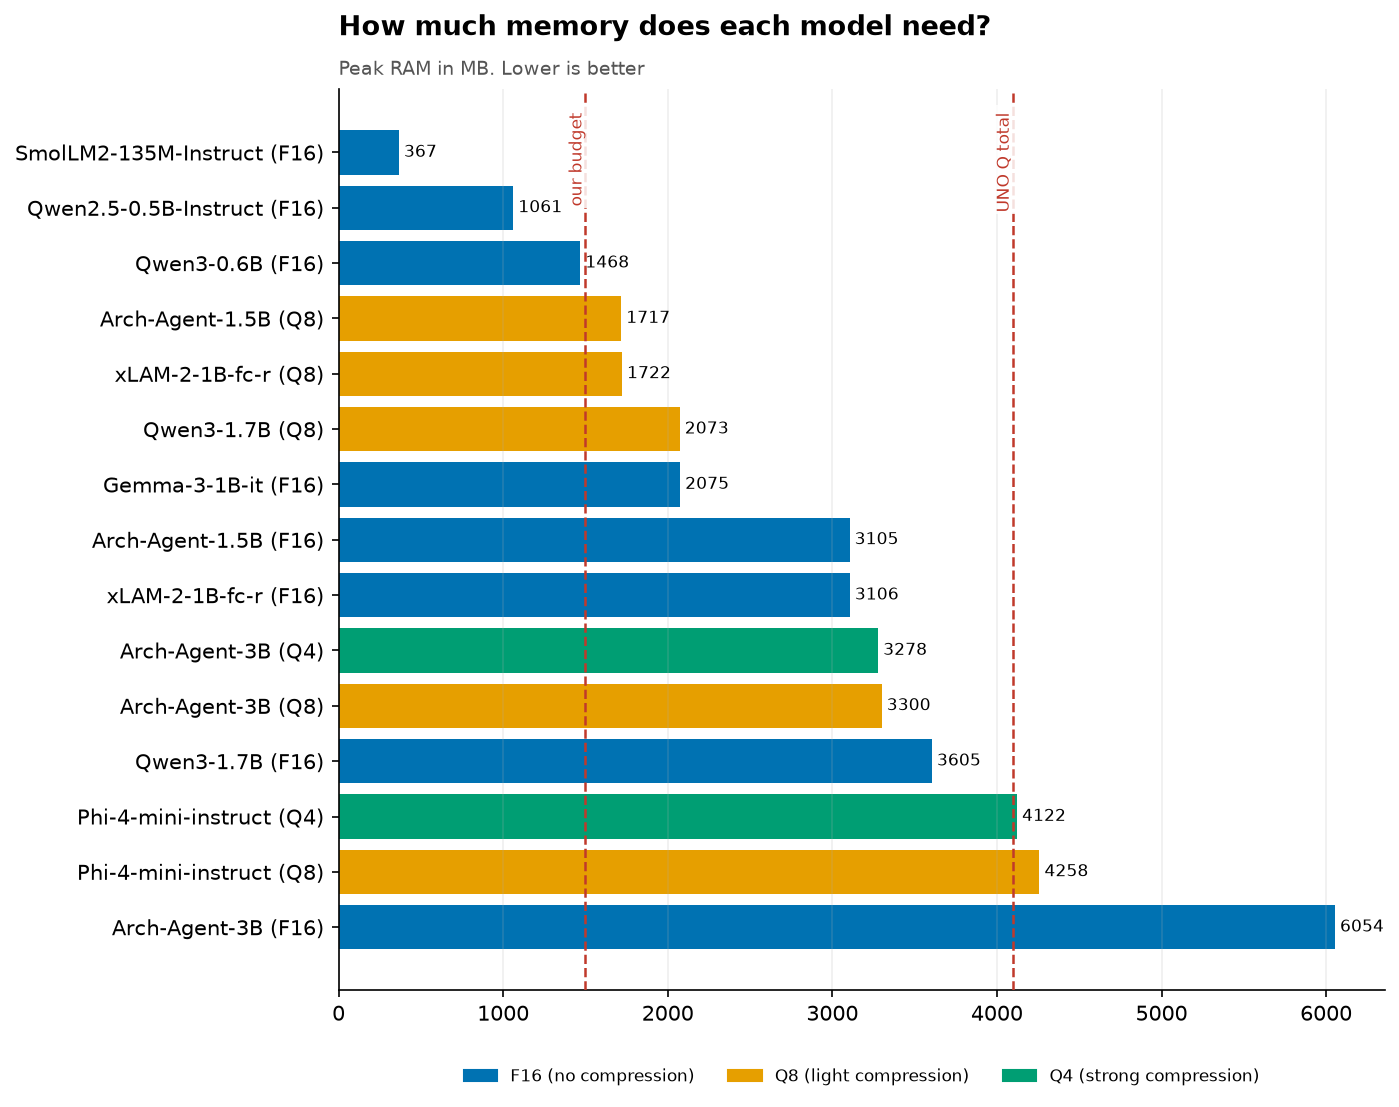 How much memory does each model need?
Peak RAM in MB. Lower is better
our budget
UNO Q total
SmolLM2-135M-Instruct (F16) 367
Qwen2.5-0.5B-Instruct (F16) 1061
Qwen3-0.6B (F16) 1468
Arch-Agent-1.5B (Q8) 1717
xLAM-2-1B-fc-r (Q8) 1722
Qwen3-1.7B (Q8) 2073
Gemma-3-1B-it (F16) 2075
Arch-Agent-1.5B (F16) 3105
xLAM-2-1B-fc-r (F16) 3106
Arch-Agent-3B (Q4) 3278
Arch-Agent-3B (Q8) 3300
Qwen3-1.7B (F16) 3605
Phi-4-mini-instruct (Q4) 4122
Phi-4-mini-instruct (Q8) 4258
Arch-Agent-3B (F16) 6054
0 1000 2000 3000 4000 5000 6000
F16 (no compression) Q8 (light compression) Q4 (strong compression)